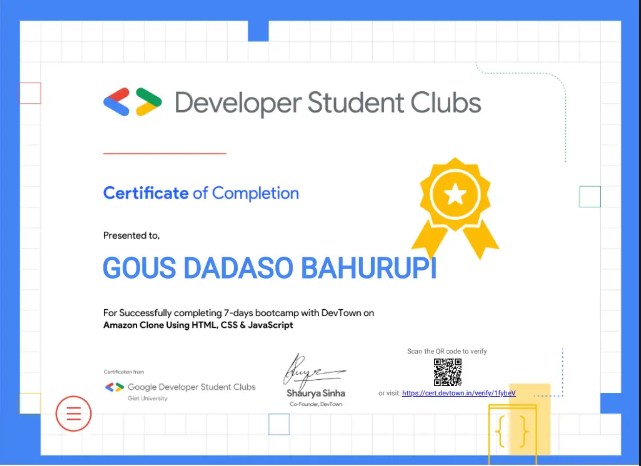 Developer Student Clubs
Certificate of Completion
Presented to,
GOUS DADASO BAHURUPI
For Successfully completing 7-days bootcamp with DevTown on
Amazon Clone Using HTML, CSS & JavaScript
Certification from
Google Developer Student Clubs
Giet University
Shaurya Sinha
Co-Founder, DevTown
Scan the QR code to verify
or visit https://cert.devtown.in/verify/1fybeV
{ }